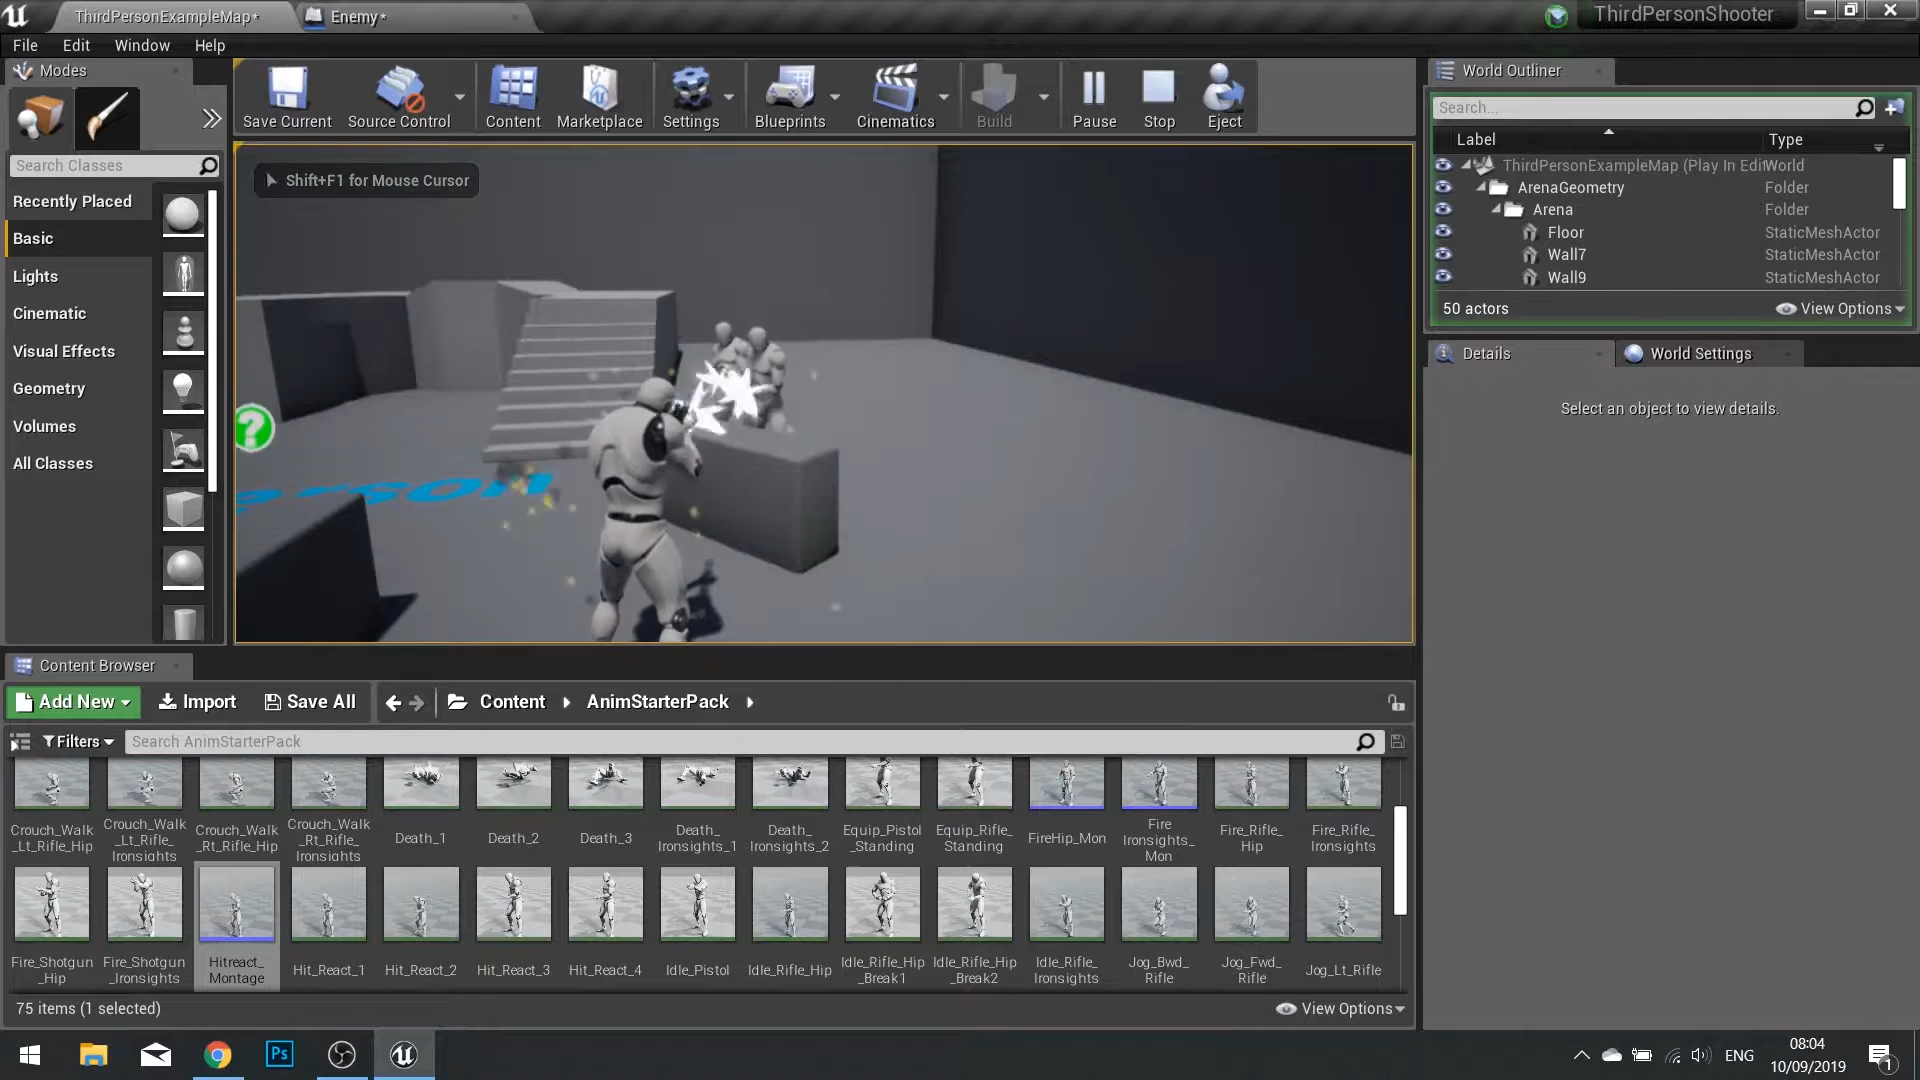 ThirdPersonExampleMap*
Enemy*
ThirdPersonShooter
File Edit Window Help
Modes
Save Current
Source Control
Content
Marketplace
Settings
Blueprints
Cinematics
Build
Pause
Stop
Eject
Search Classes
Recently Placed
Basic
Lights
Cinematic
Visual Effects
Geometry
Volumes
All Classes
Shift+F1 for Mouse Cursor
World Outliner
Search...
Label Type
ThirdPersonExampleMap (Play In Edi World
ArenaGeometry Folder
Arena Folder
Floor StaticMeshActor
Wall7 StaticMeshActor
Wall9 StaticMeshActor
50 actors
View Options
Details
World Settings
Select an object to view details.
Content Browser
Add New
Import
Save All
Content
AnimStarterPack
Filters
Search AnimStarterPack
Crouch_Walk
_Lt_Rifle_Hip
Crouch_Walk
_Lt_Rifle_
Ironsights
Crouch_Walk
_Rt_Rifle_Hip
Crouch_Walk
_Rt_Rifle_
Ironsights
Death_1
Death_2
Death_3
Death_
Ironsights_1
Death_
Ironsights_2
Equip_Pistol
_Standing
Equip_Rifle_
Standing
FireHip_Mon
Fire
Ironsights_
Mon
Fire_Rifle_
Hip
Fire_Rifle_
Ironsights
Fire_Shotgun
_Hip
Fire_Shotgun
_Ironsights
Hitreact_
Montage
Hit_React_1
Hit_React_2
Hit_React_3
Hit_React_4
Idle_Pistol
Idle_Rifle_Hip
Idle_Rifle_Hip
_Break1
Idle_Rifle_Hip
_Break2
Idle_Rifle_
Ironsights
Jog_Bwd_
Rifle
Jog_Fwd_
Rifle
Jog_Lt_Rifle
75 items (1 selected)
View Options
Ps
ENG
08:04
10/09/2019
1